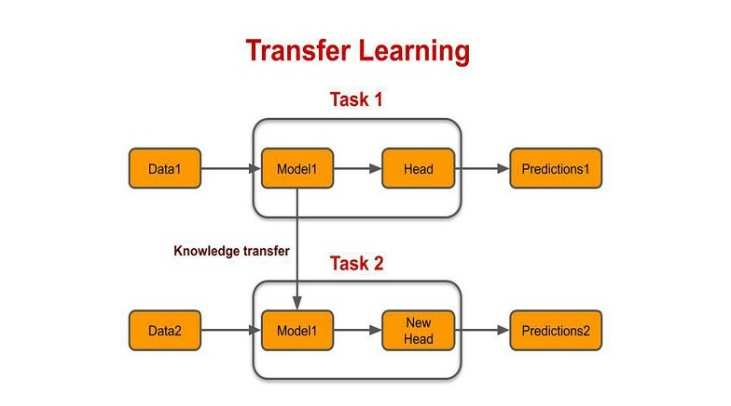 Transfer Learning
Task 1
Data1
Model1
Head
Predictions1
Knowledge transfer
Task 2
Data2
Model1
New
Head
Predictions2